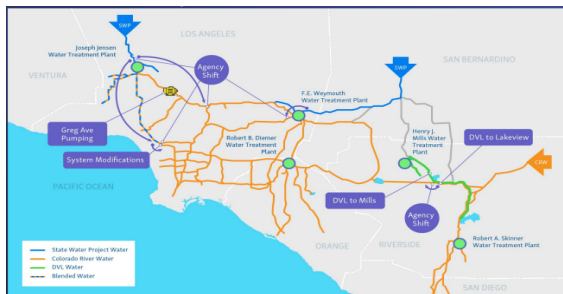 SWP
LOS ANGELES
Joseph Jensen
Water Treatment Plant
VENTURA
Agency
Shift
SWP
SAN BERNARDINO
F.E. Weymouth
Water Treatment Plant
Greg Ave
Pumping
System Modifications
Robert B. Diemer
Water Treatment
Plant
Henry J.
Mills Water
Treatment
Plant
DVL to Lakeview
CRW
PACIFIC OCEAN
DVL to Mills
Agency
Shift
ORANGE
RIVERSIDE
Robert A. Skinner
Water Treatment Plant
SAN DIEGO
State Water Project Water
Colorado River Water
DVL Water
Blended Water